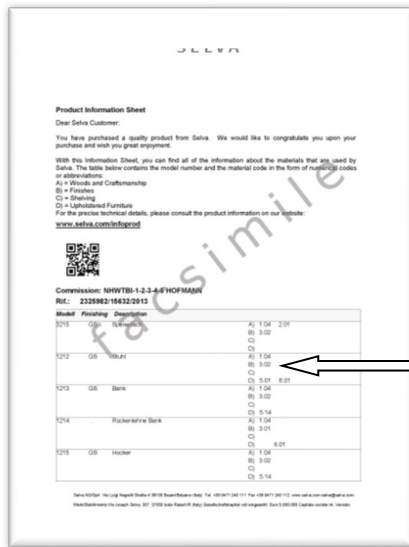 SELVA
Product Information Sheet
Dear Selva Customer:
You have purchased a quality product from Selva. We would like to congratulate you upon your
purchase and wish you great enjoyment.
With this Information Sheet, you can find all of the information about the materials that are used by
Selva. The table below contains the model number and the material code in the form of numerical codes
or abbreviations:
A) = Woods and Craftsmanship
B) = Finishes
C) = Shelving
D) = Upholstered Furniture
For the precise technical details, please consult the product information on our website:
www.selva.com/infoprod
facsimile
Commission: HOFMANN
Rif.: 2325982/15632/2013
Modell Finishing Description
3215 GS A) 1.04 2.01
B) 3.02
C)
D)
1212 GS Stuhl A) 1.04
B) 3.02
C)
D) 5.01 6.01
1213 GS Bank A) 1.04
B) 3.02
C)
D) 5.14
1214 Rückenlehne Bank A) 1.04
B) 3.01
C)
D) 6.01
1215 GS Hocker A) 1.04
B) 3.02
C)
D) 5.14